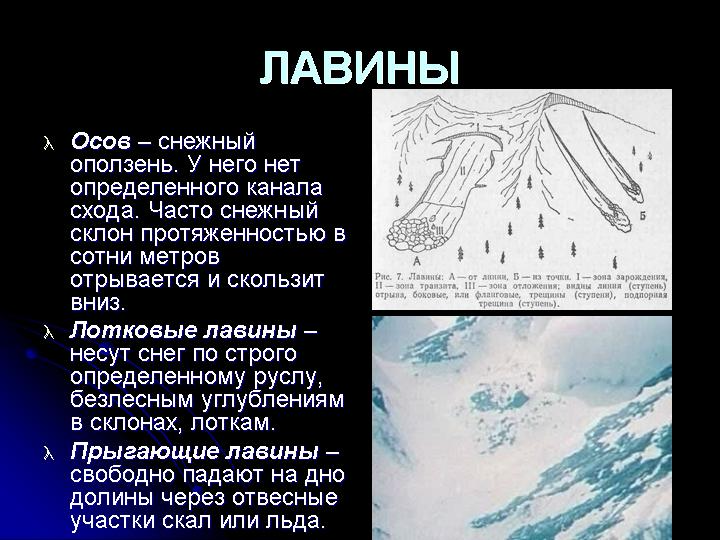 ЛАВИНЫ
λ Осов – снежный
оползень. У него нет
определенного канала
схода. Часто снежный
склон протяженностью в
сотни метров
отрывается и скользит
вниз.
λ Лотковые лавины –
несут снег по строго
определенному руслу,
безлесным углублениям
в склонах, лоткам.
λ Прыгающие лавины –
свободно падают на дно
долины через отвесные
участки скал или льда.
I
II
III
А
Б
Рис. 7. Лавины: А — от линии, Б — из точки. I — зона зарождения,
II — зона транзита, III — зона отложения; видны линия (ступень)
отрыва, боковые, или фланговые, трещины (ступени), подпорная
трещина (ступень).